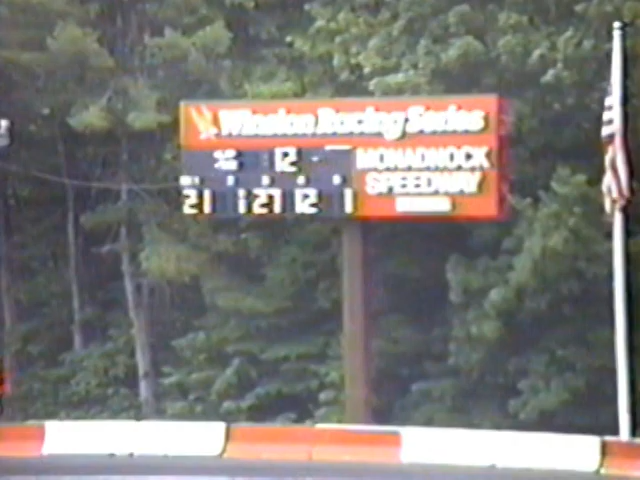 Winston Racing Series
12
MONADNOCK
SPEEDWAY
21 1 27 12 1